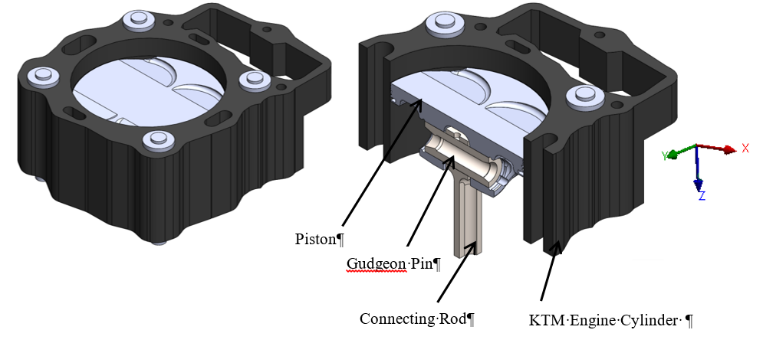 X
Y
Z
Piston¶
Gudgeon·Pin¶
Connecting·Rod¶
KTM·Engine·Cylinder·¶